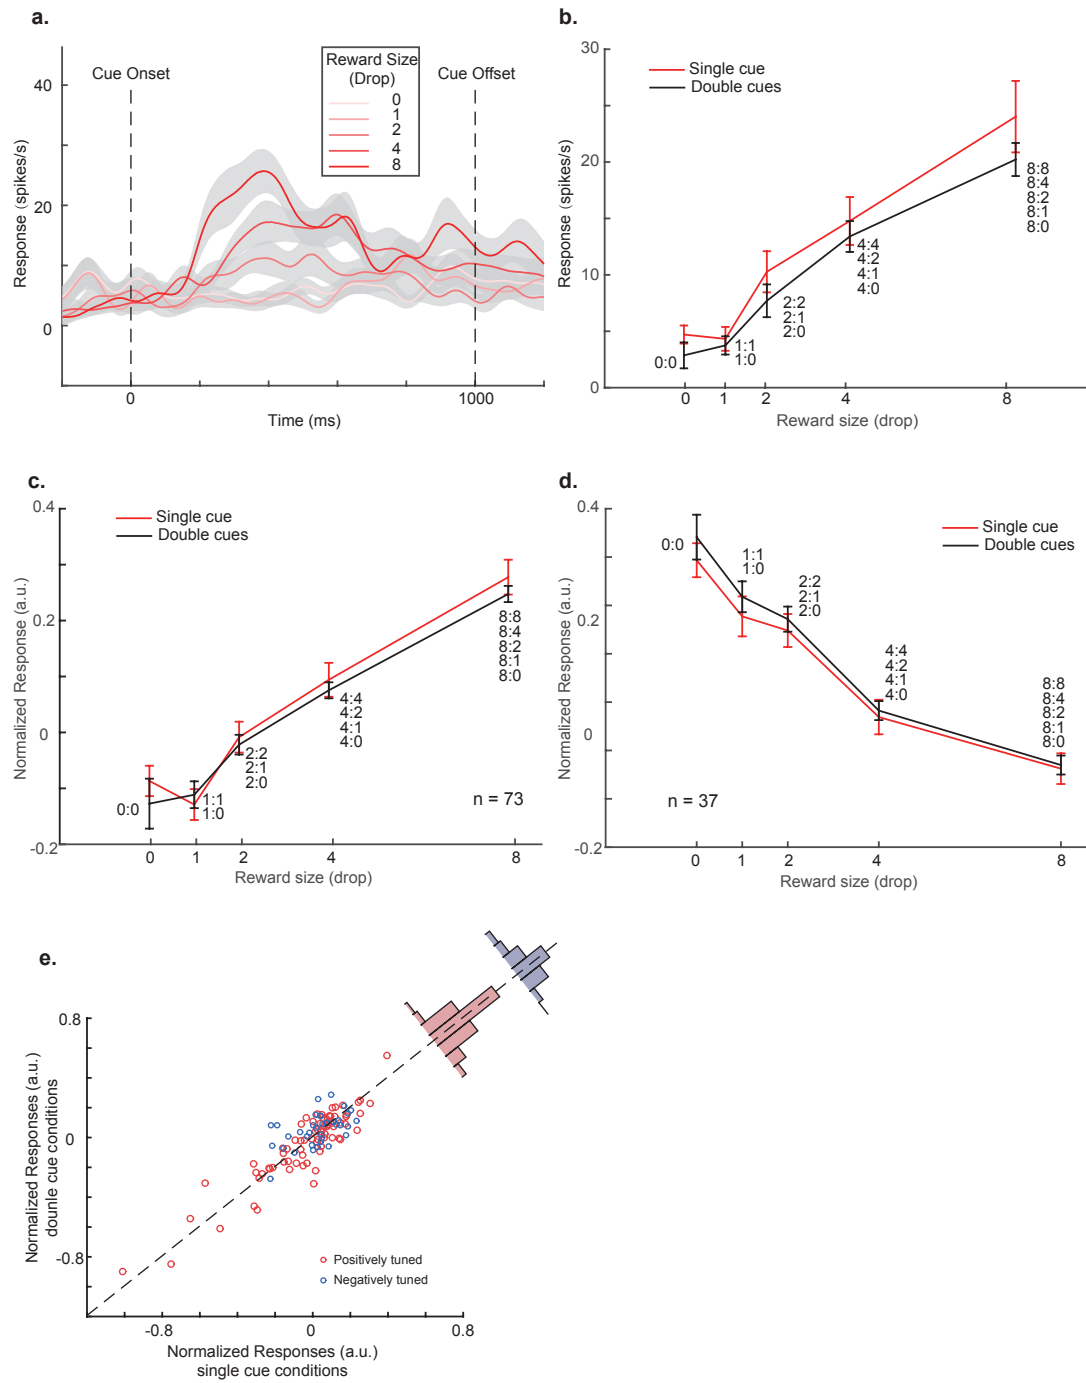 a.
Reward Size
(Drop)
0
1
2
4
8
Cue Onset
Cue Offset
40
20
0
Response (spikes/s)
0
1000
Time (ms)
b.
Single cue
Double cues
30
20
10
0
Response (spikes/s)
0:0
1:1
1:0
2:2
2:1
2:0
4:4
4:2
4:1
4:0
8:8
8:4
8:2
8:1
8:0
0
1
2
4
8
Reward size (drop)
c.
Single cue
Double cues
0.4
0.2
0
-0.2
Normalized Response (a.u.)
0:0
1:1
1:0
2:2
2:1
2:0
4:4
4:2
4:1
4:0
8:8
8:4
8:2
8:1
8:0
n = 73
0
1
2
4
8
Reward size (drop)
d.
Single cue
Double cues
0.4
0.2
0
-0.2
Normalized Response (a.u.)
0:0
1:1
1:0
2:2
2:1
2:0
4:4
4:2
4:1
4:0
8:8
8:4
8:2
8:1
8:0
n = 37
0
1
2
4
8
Reward size (drop)
e.
0.8
0
-0.8
Normalized Responses (a.u.)
dounle cue conditions
Positively tuned
Negatively tuned
-0.8
0
0.8
Normalized Responses (a.u.)
single cue conditions